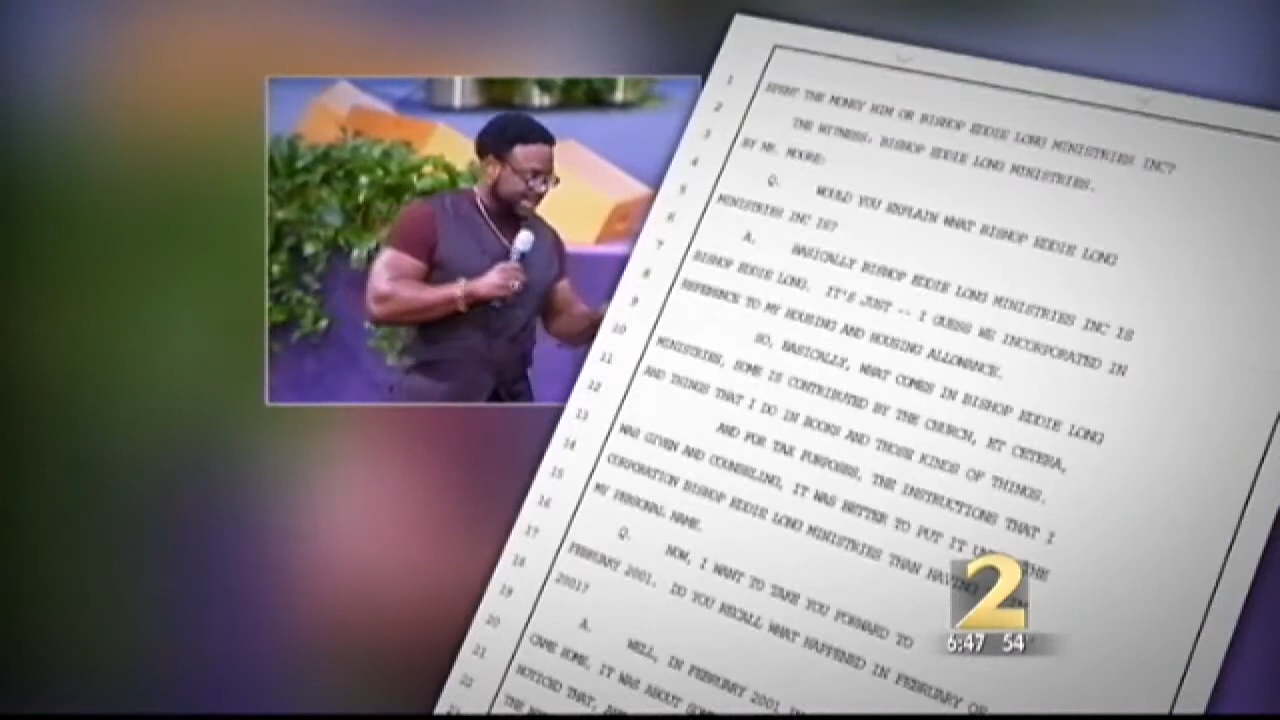 1 SPENT THE MONEY HIM OR BISHOP EDDIE LONG MINISTRIES INC?
2 THE WITNESS: BISHOP EDDIE LONG MINISTRIES.
3 BY MR. MOORE:
4 Q. WOULD YOU EXPLAIN WHAT BISHOP EDDIE LONG
5 MINISTRIES INC IS?
6 A. BASICALLY BISHOP EDDIE LONG MINISTRIES INC IS
7 BISHOP EDDIE LONG. IT'S JUST -- I GUESS WE INCORPORATED IN
8 REFERENCE TO MY HOUSING AND HOUSING ALLOWANCE.
9 SO, BASICALLY, WHAT COMES IN BISHOP EDDIE LONG
10 MINISTRIES, SOME IS CONTRIBUTED BY THE CHURCH, ET CETERA,
11 AND THINGS THAT I DO IN BOOKS AND THOSE KINDS OF THINGS.
12 AND FOR TAX PURPOSES, THE INSTRUCTIONS THAT I
13 WAS GIVEN AND COUNSELING, IT WAS BETTER TO PUT IT THE
14 CORPORATION BISHOP EDDIE LONG MINISTRIES THAN
15 MY PERSONAL NAME.
16 Q. NOW, I WANT TO TAKE YOU FORWARD TO
17 FEBRUARY 2001. DO YOU RECALL WHAT HAPPENED IN FEBRUARY OF
18 2001?
19 A. WELL, IN FEBRUARY 2001
20 CAME HOME, IT WAS ABOUT
21 NOTICED THAT,
22 THE
2
6:47 54°